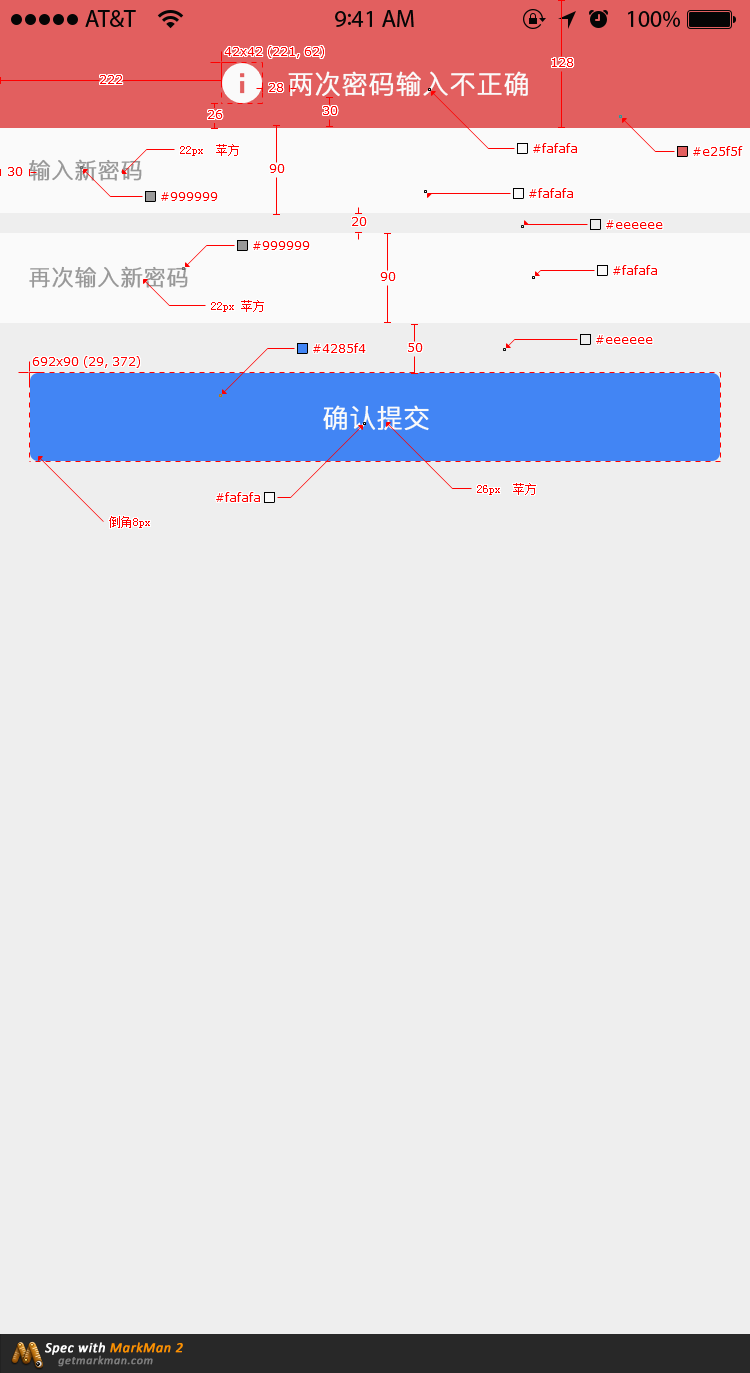 AT&T 9:41 AM 100%
42x42 (221, 62)
128
222
28
两次密码输入不正确
26
30
#fafafa
#e25f5f
22px 苹方
90
30
输入新密码
#999999
#fafafa
20
#eeeeee
#999999
再次输入新密码
90
#fafafa
22px 苹方
#eeeeee
#4285f4
50
692x90 (29, 372)
确认提交
#fafafa
26px 苹方
倒角8px
Spec with MarkMan 2
getmarkman.com